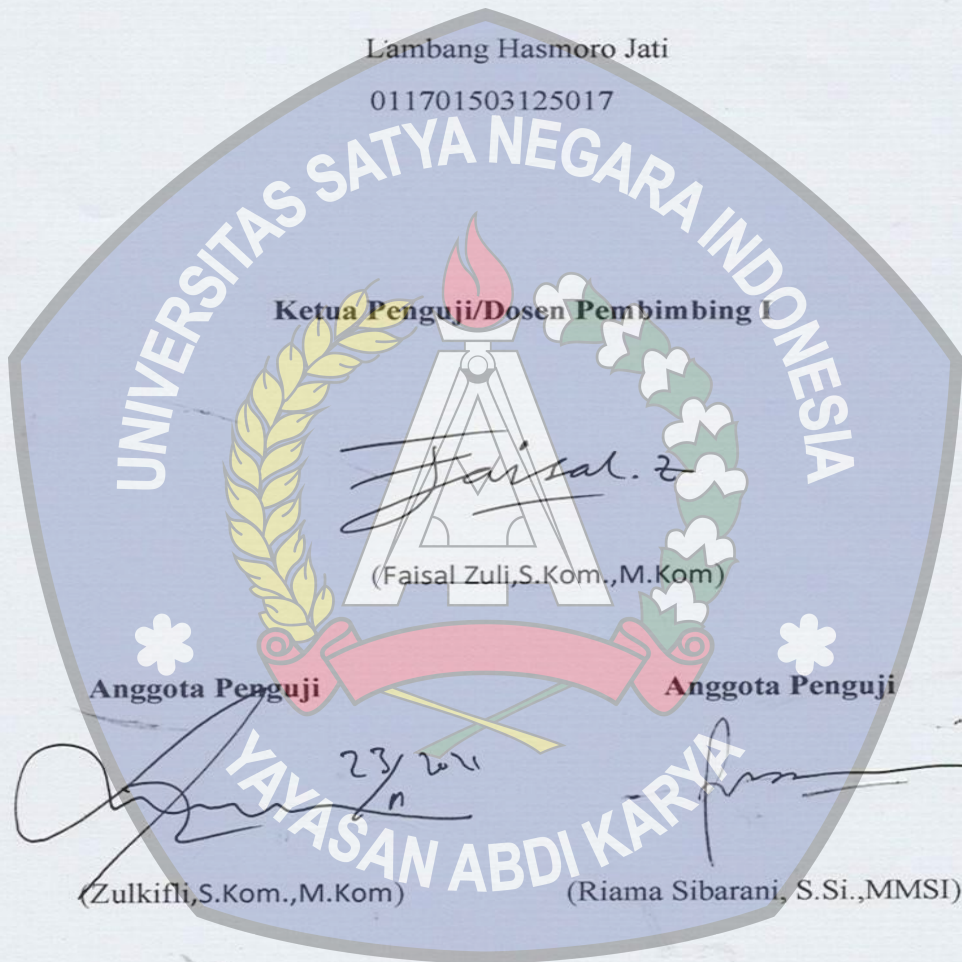 Lambang Hasmoro Jati
011701503125017
UNIVERSITAS SATYA NEGARA INDONESIA
Ketua Penguji/Dosen Pembimbing I
Faisal. Z
(Faisal Zuli,S.Kom.,M.Kom)
Anggota Penguji
Anggota Penguji
23/ 2021
YAYASAN ABDI KARYA
(Zulkifli,S.Kom.,M.Kom)
(Riama Sibarani, S.Si.,MMSI)